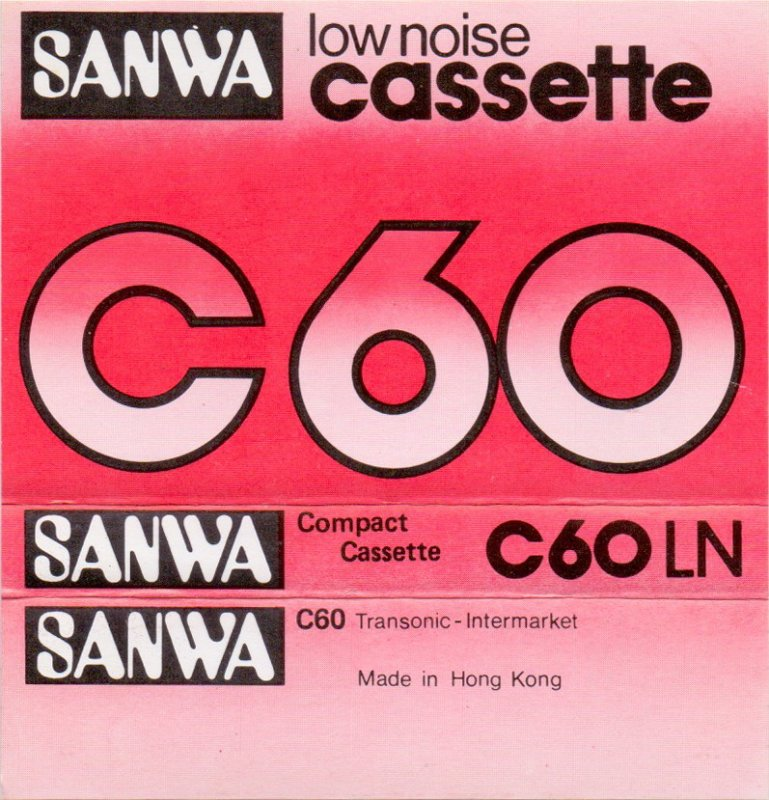 SANWA
low noise
cassette
C60
SANWA
Compact
Cassette
C60 LN
SANWA
C60 Transonic - Intermarket
Made in Hong Kong